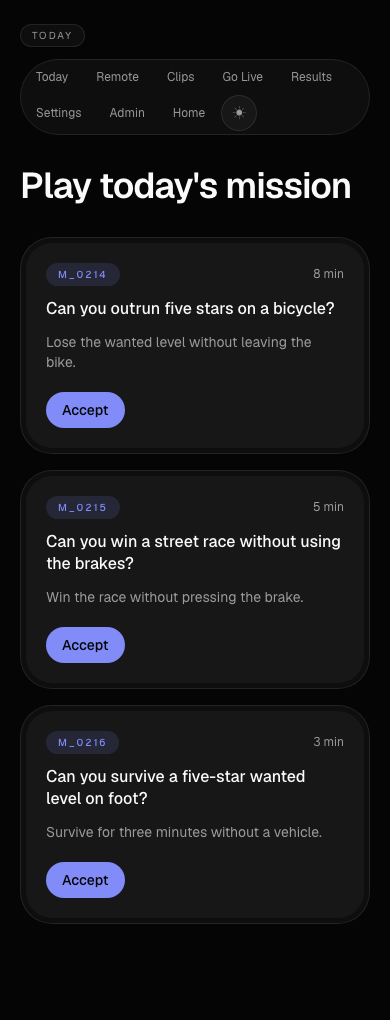 TODAY
Today Remote Clips Go Live Results
Settings Admin Home
Play today's mission
M_0214 8 min
Can you outrun five stars on a bicycle?
Lose the wanted level without leaving the
bike.
Accept
M_0215 5 min
Can you win a street race without using
the brakes?
Win the race without pressing the brake.
Accept
M_0216 3 min
Can you survive a five-star wanted
level on foot?
Survive for three minutes without a vehicle.
Accept